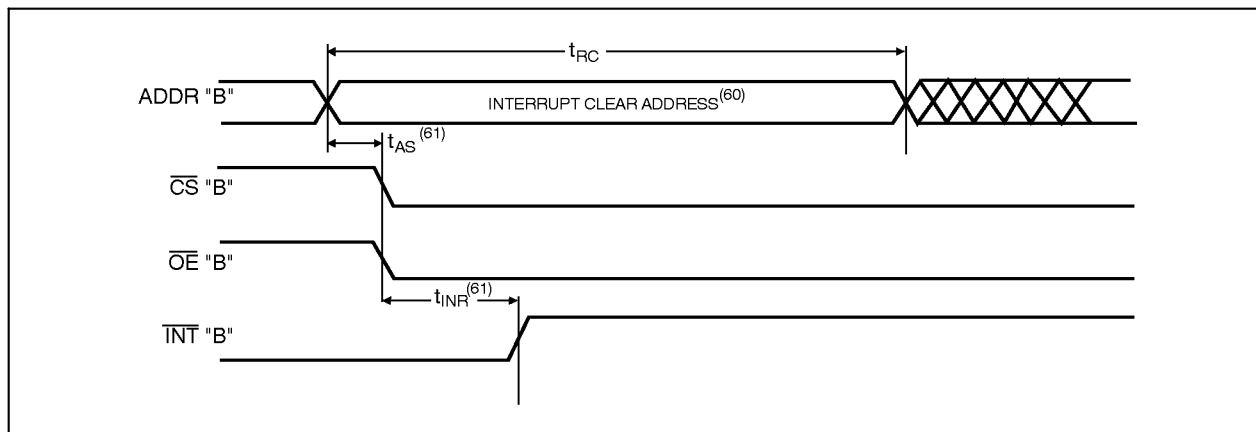 tRC
ADDR "B"
INTERRUPT CLEAR ADDRESS(60)
tAS(61)
CS "B"
OE "B"
tINR(61)
INT "B"